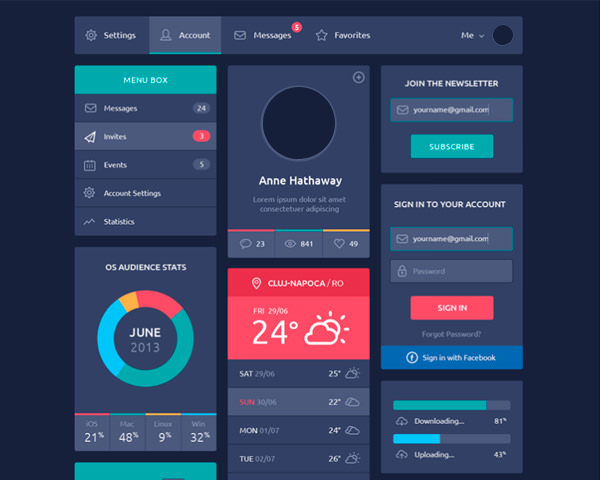 Settings
Account
Messages
5
Favorites
Me
MENU BOX
Messages 24
Invites 3
Events 5
Account Settings
Statistics
OS AUDIENCE STATS
JUNE
2013
iOS Mac Linux Win
21% 48% 9% 32%
Anne Hathaway
Lorem ipsum dolor sit amet
consectetuer adipiscing
23 841 49
CLUJ-NAPOCA / RO
FRI 29/06
24°
SAT 29/06 25°
SUN 30/06 22°
MON 01/07 24°
TUE 02/07 26°
JOIN THE NEWSLETTER
yourname@gmail.com
SUBSCRIBE
SIGN IN TO YOUR ACCOUNT
yourname@gmail.com
Password
SIGN IN
Forgot Password?
f Sign in with Facebook
Downloading... 81%
Uploading... 43%